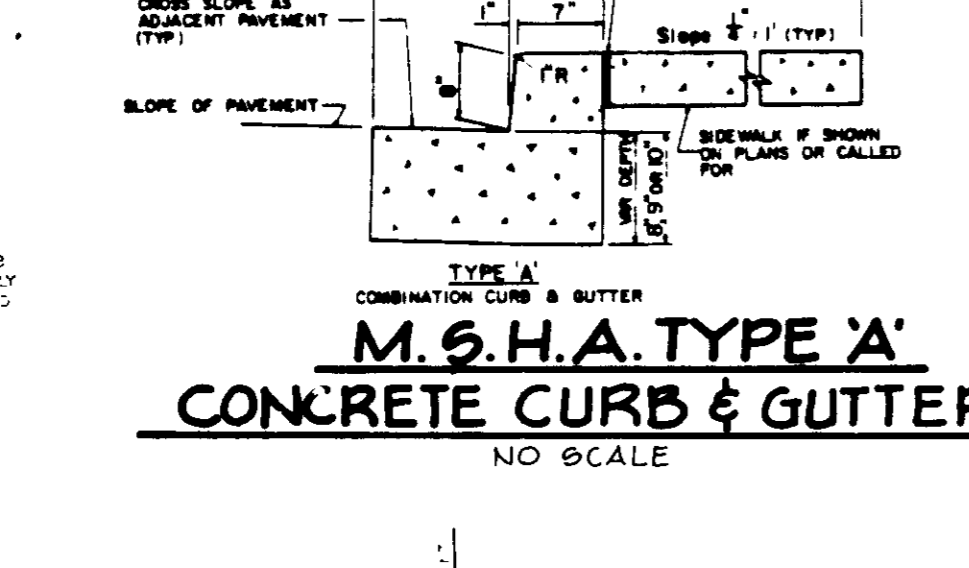 CROSS SLOPE AS
ADJACENT PAVEMENT
(TYP)
1"
7"
Slope 1/4" : 1' (TYP)
8"
1"R
SLOPE OF PAVEMENT
SIDEWALK IF SHOWN
ON PLANS OR CALLED
FOR
VAR DEPTH
8", 9" OR 10"
TYPE 'A'
COMBINATION CURB & GUTTER
M.S.H.A. TYPE 'A'
CONCRETE CURB & GUTTER
NO SCALE